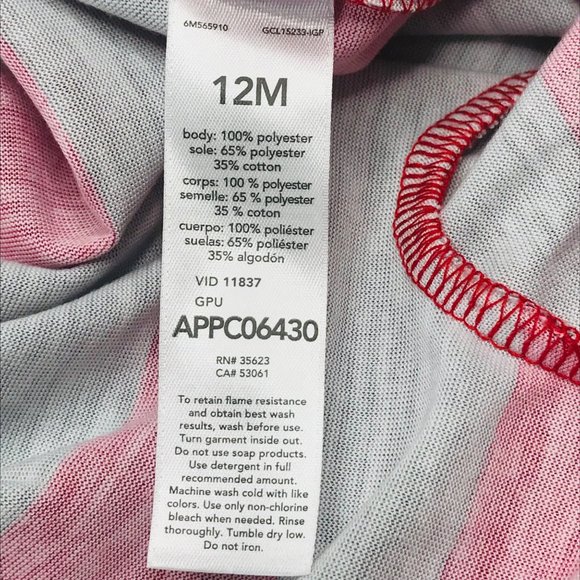 6M565910 GCL15233-IGP
12M
body: 100% polyester
sole: 65% polyester
35% cotton
corps: 100 % polyester
semelle: 65 % polyester
35 % coton
cuerpo: 100% poliéster
suelas: 65% poliéster
35% algodón
VID 11837
GPU
APPC06430
RN# 35623
CA# 53061
To retain flame resistance
and obtain best wash
results, wash before use.
Turn garment inside out.
Do not use soap products.
Use detergent in full
recommended amount.
Machine wash cold with like
colors. Use only non-chlorine
bleach when needed. Rinse
thoroughly. Tumble dry low.
Do not iron.